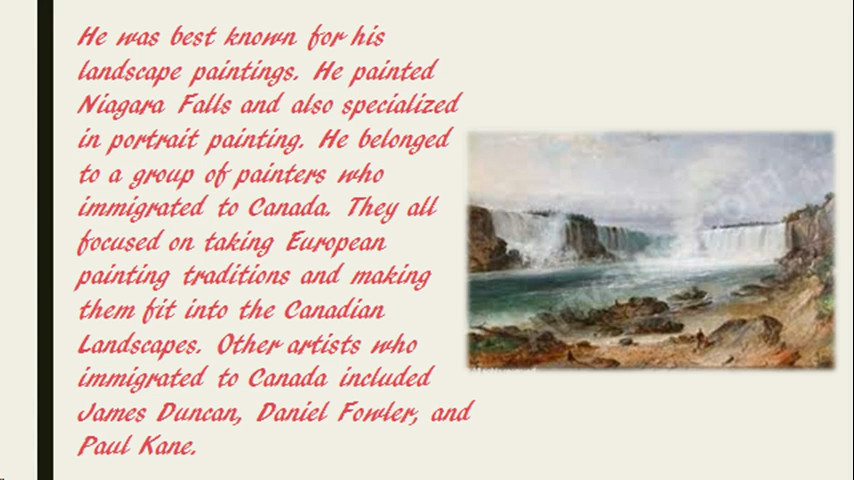 He was best known for his
landscape paintings. He painted
Niagara Falls and also specialized
in portrait painting. He belonged
to a group of painters who
immigrated to Canada. They all
focused on taking European
painting traditions and making
them fit into the Canadian
Landscapes. Other artists who
immigrated to Canada included
James Duncan, Daniel Fowler, and
Paul Kane.